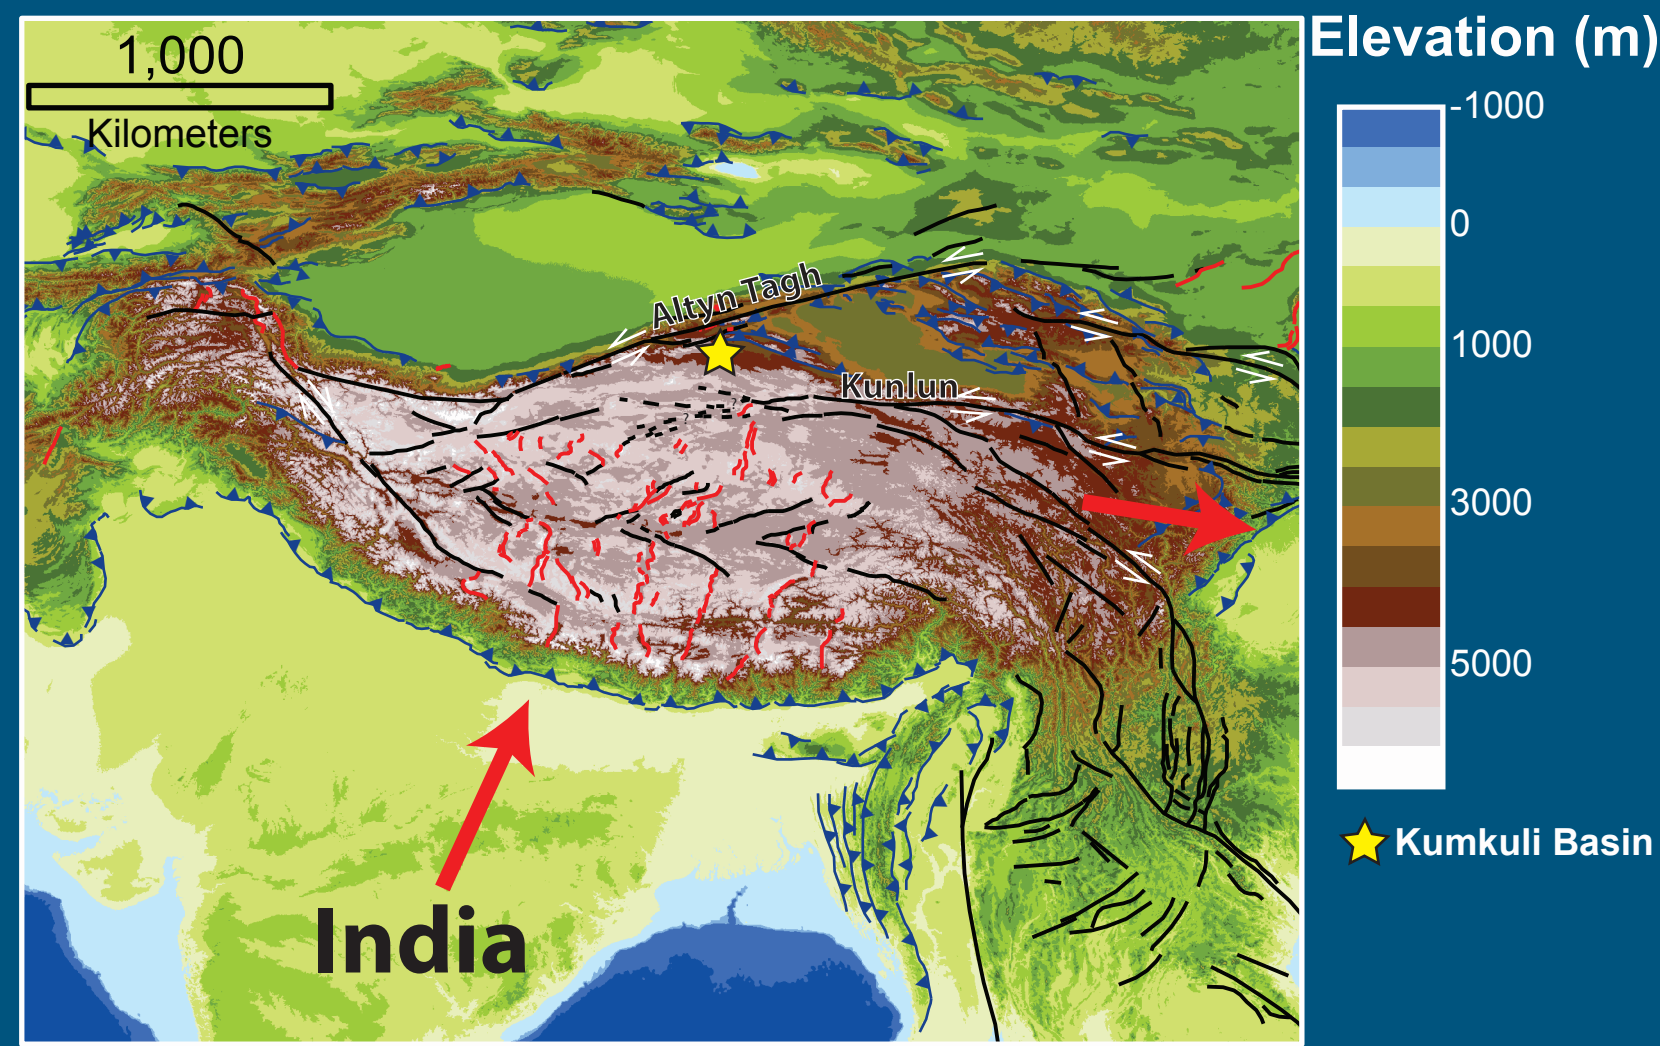 1,000
Kilometers
Elevation (m)
-1000
0
1000
3000
5000
Altyn Tagh
Kunlun
?
?
India
Kumkuli Basin